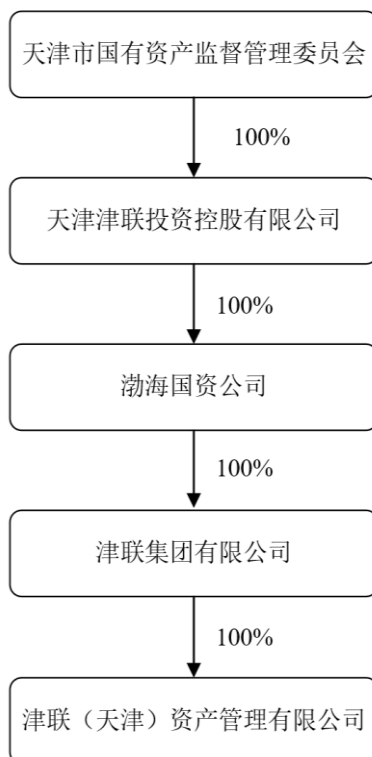 天津市国有资产监督管理委员会
100%
天津津联投资控股有限公司
100%
渤海国资公司
100%
津联集团有限公司
100%
津联（天津）资产管理有限公司